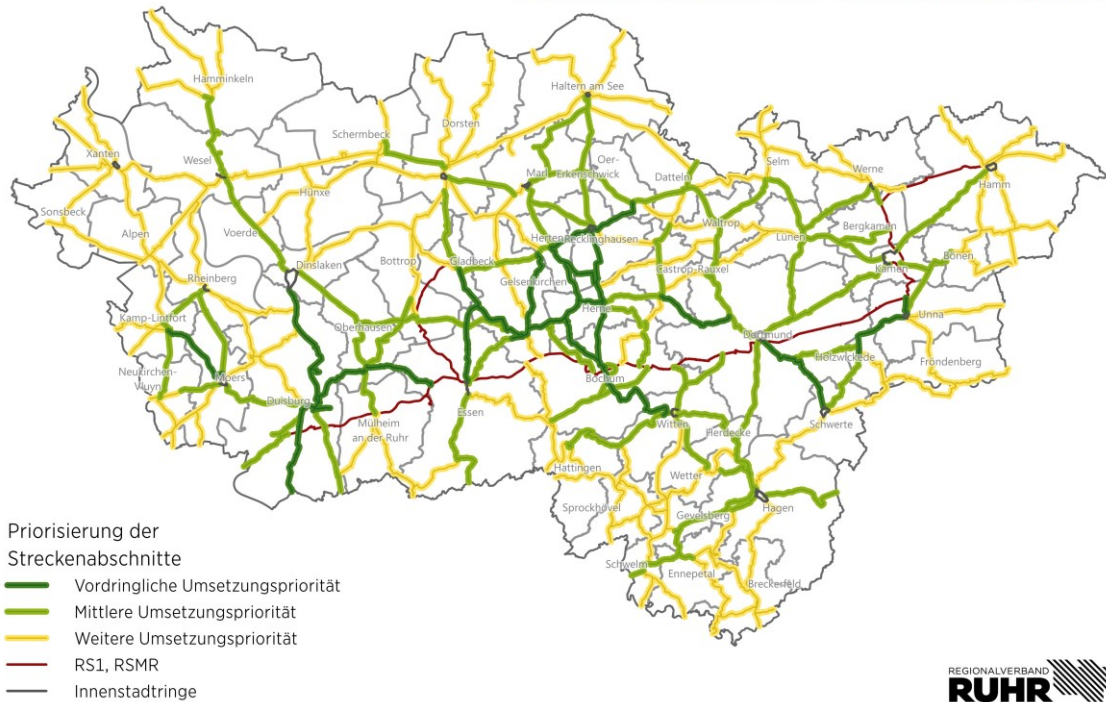 Hamminkeln
Haltern am See
Dorsten
Schermbeck
Xanten
Wesel
Selm
Oer-
Erkenschwick
Marl
Datteln
Werne
Hamm
Hünxe
Sonsbeck
Alpen
Voerde
Waltrop
Bergkamen
Lünen
Herten
Recklinghausen
Bönen
Dinslaken
Bottrop
Gladbeck
Castrop-Rauxel
Kamen
Rheinberg
Gelsenkirchen
Kamp-Lintfort
Herne
Unna
Oberhausen
Dortmund
Holzwickede
Fröndenberg
Neukirchen-
Vluyn
Moers
Bochum
Duisburg
Essen
Mülheim
an der Ruhr
Witten
Herdecke
Schwerte
Hattingen
Wetter
Sprockhövel
Hagen
Gevelsberg
Schwelm
Ennepetal
Breckerfeld
Priorisierung der
Streckenabschnitte
Vordringliche Umsetzungspriorität
Mittlere Umsetzungspriorität
Weitere Umsetzungspriorität
RS1, RSMR
Innenstadtringe
REGIONALVERBAND
RUHR